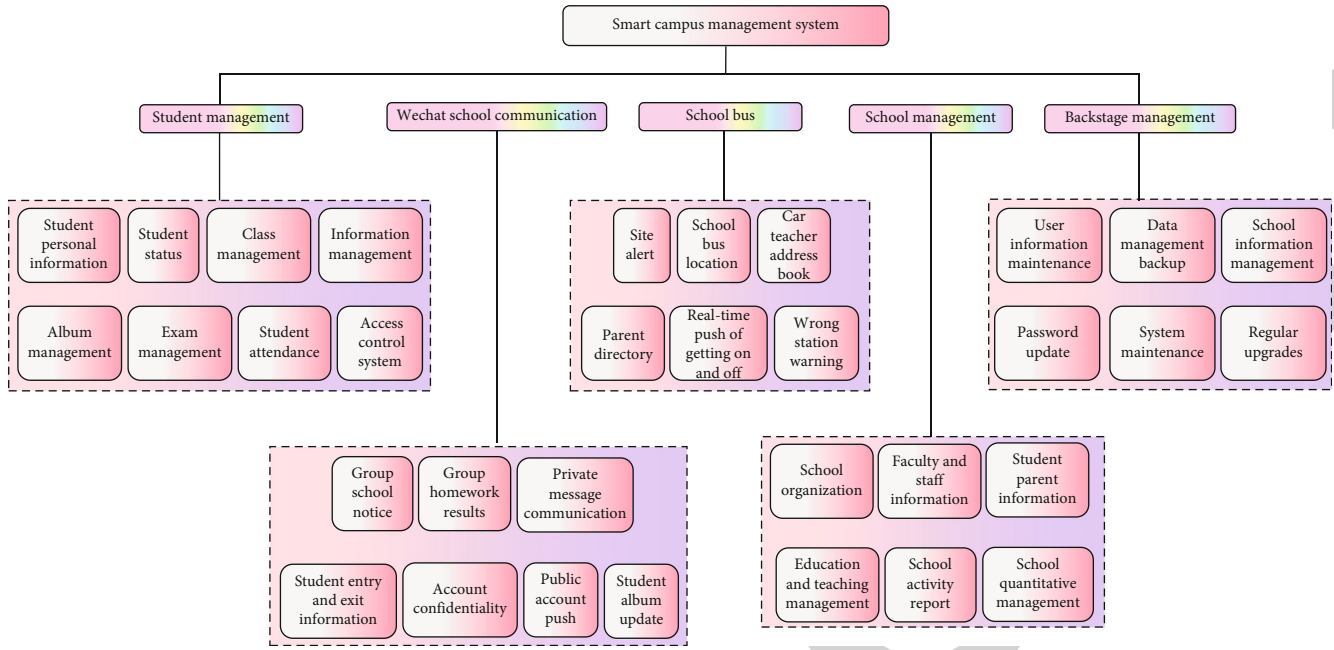 Smart campus management system
Student management
Wechat school communication
School bus
School management
Backstage management
Student
personal
information
Student
status
Class
management
Information
management
Album
management
Exam
management
Student
attendance
Access
control
system
Site
alert
School
bus
location
Car
teacher
address
book
Parent
directory
Real-time
push of
getting on
and off
Wrong
station
warning
User
information
maintenance
Data
management
backup
School
information
management
Password
update
System
maintenance
Regular
upgrades
Group
school
notice
Group
homework
results
Private
message
communication
Student entry
and exit
information
Account
confidentiality
Public
account
push
Student
album
update
School
organization
Faculty and
staff
information
Student
parent
information
Education
and teaching
management
School
activity
report
School
quantitative
management